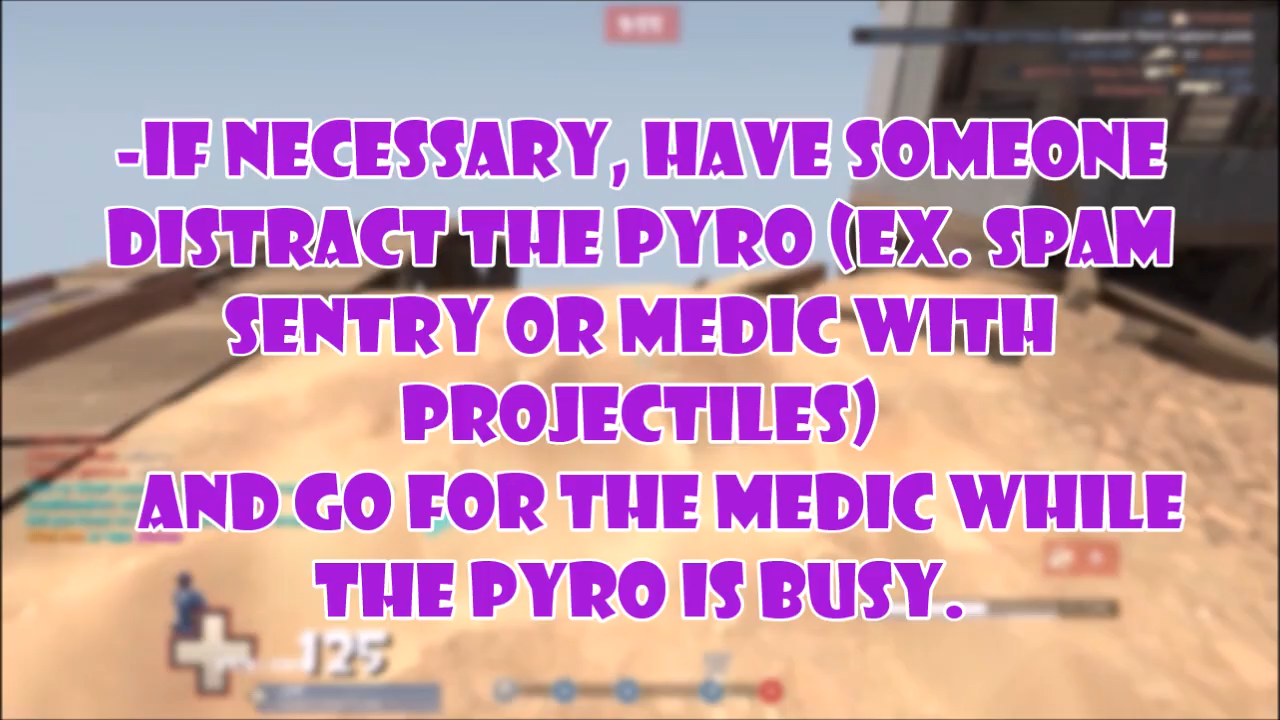 -IF NECESSARY, HAVE SOMEONE
DISTRACT THE PYRO (EX. SPAM
SENTRY OR MEDIC WITH
PROJECTILES)
AND GO FOR THE MEDIC WHILE
THE PYRO IS BUSY.
125